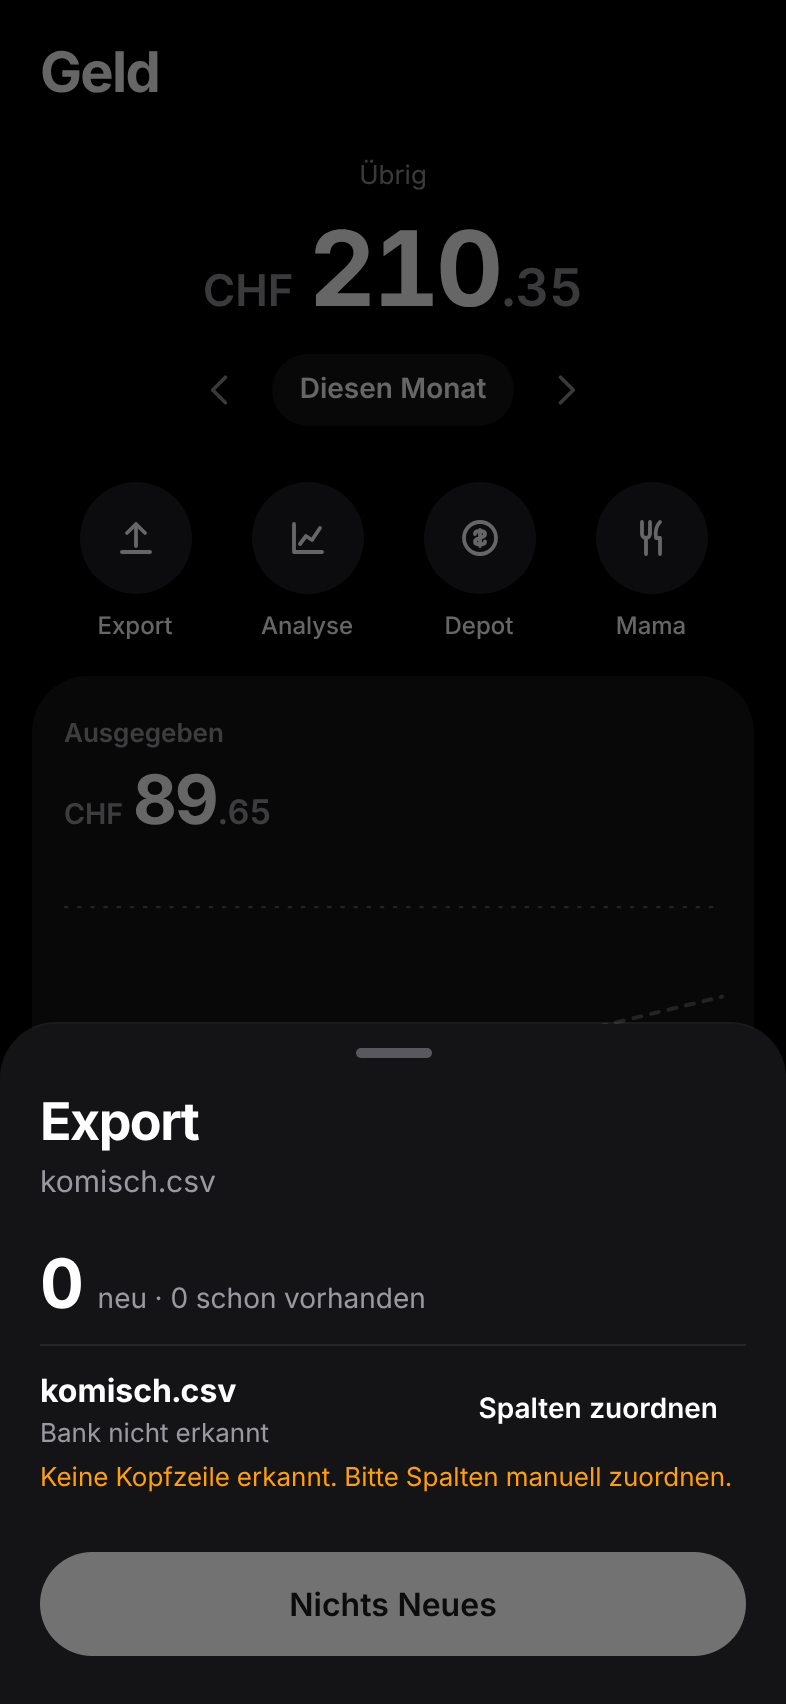 Geld
Übrig
CHF 210.35
Diesen Monat
Export Analyse Depot Mama
Ausgegeben
CHF 89.65
Export
komisch.csv
0 neu · 0 schon vorhanden
komisch.csv
Spalten zuordnen
Bank nicht erkannt
Keine Kopfzeile erkannt. Bitte Spalten manuell zuordnen.
Nichts Neues